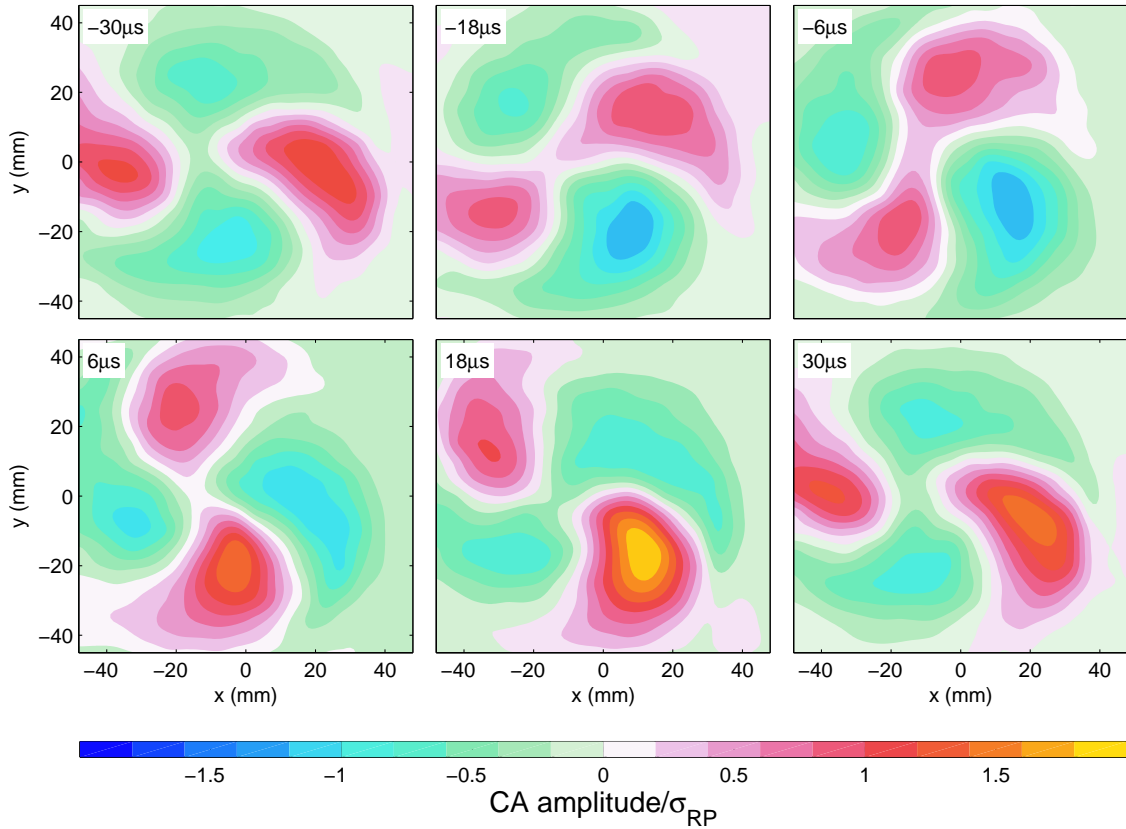 −30μs
−18μs
−6μs
40
20
0
−20
−40
y (mm)
6μs
18μs
30μs
40
20
0
−20
−40
y (mm)
−40 −20 0 20 40
−40 −20 0 20 40
−40 −20 0 20 40
x (mm)
x (mm)
x (mm)
−1.5 −1 −0.5 0 0.5 1 1.5
CA amplitude/σRP